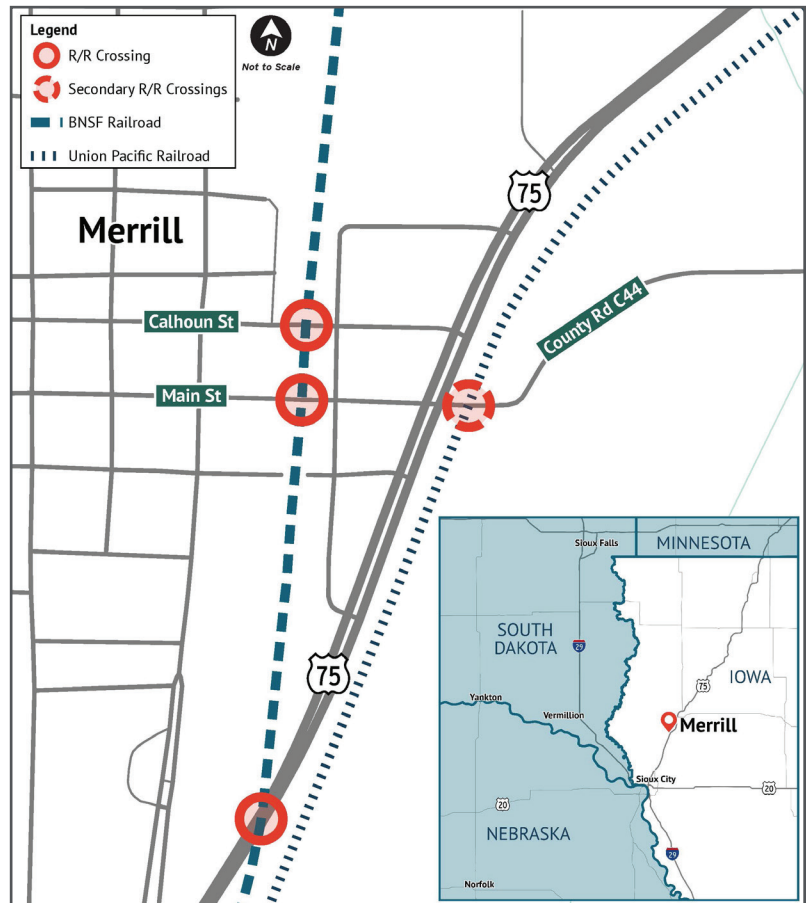 Legend
R/R Crossing
Secondary R/R Crossings
BNSF Railroad
Union Pacific Railroad
N
Not to Scale
75
Merrill
Calhoun St
County Rd C44
Main St
75
Sioux Falls
MINNESOTA
SOUTH
DAKOTA
29
IOWA
75
Yankton
Vermillion
Merrill
Sioux City
20
20
NEBRASKA
29
Norfolk